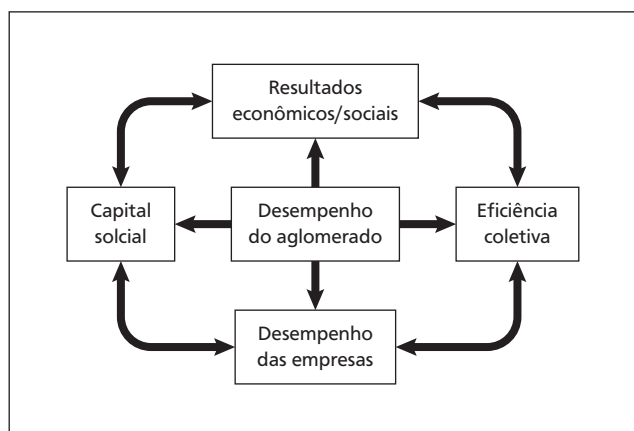 Resultados
econômicos/sociais
Capital
solcial
Desempenho
do aglomerado
Eficiência
coletiva
Desempenho
das empresas